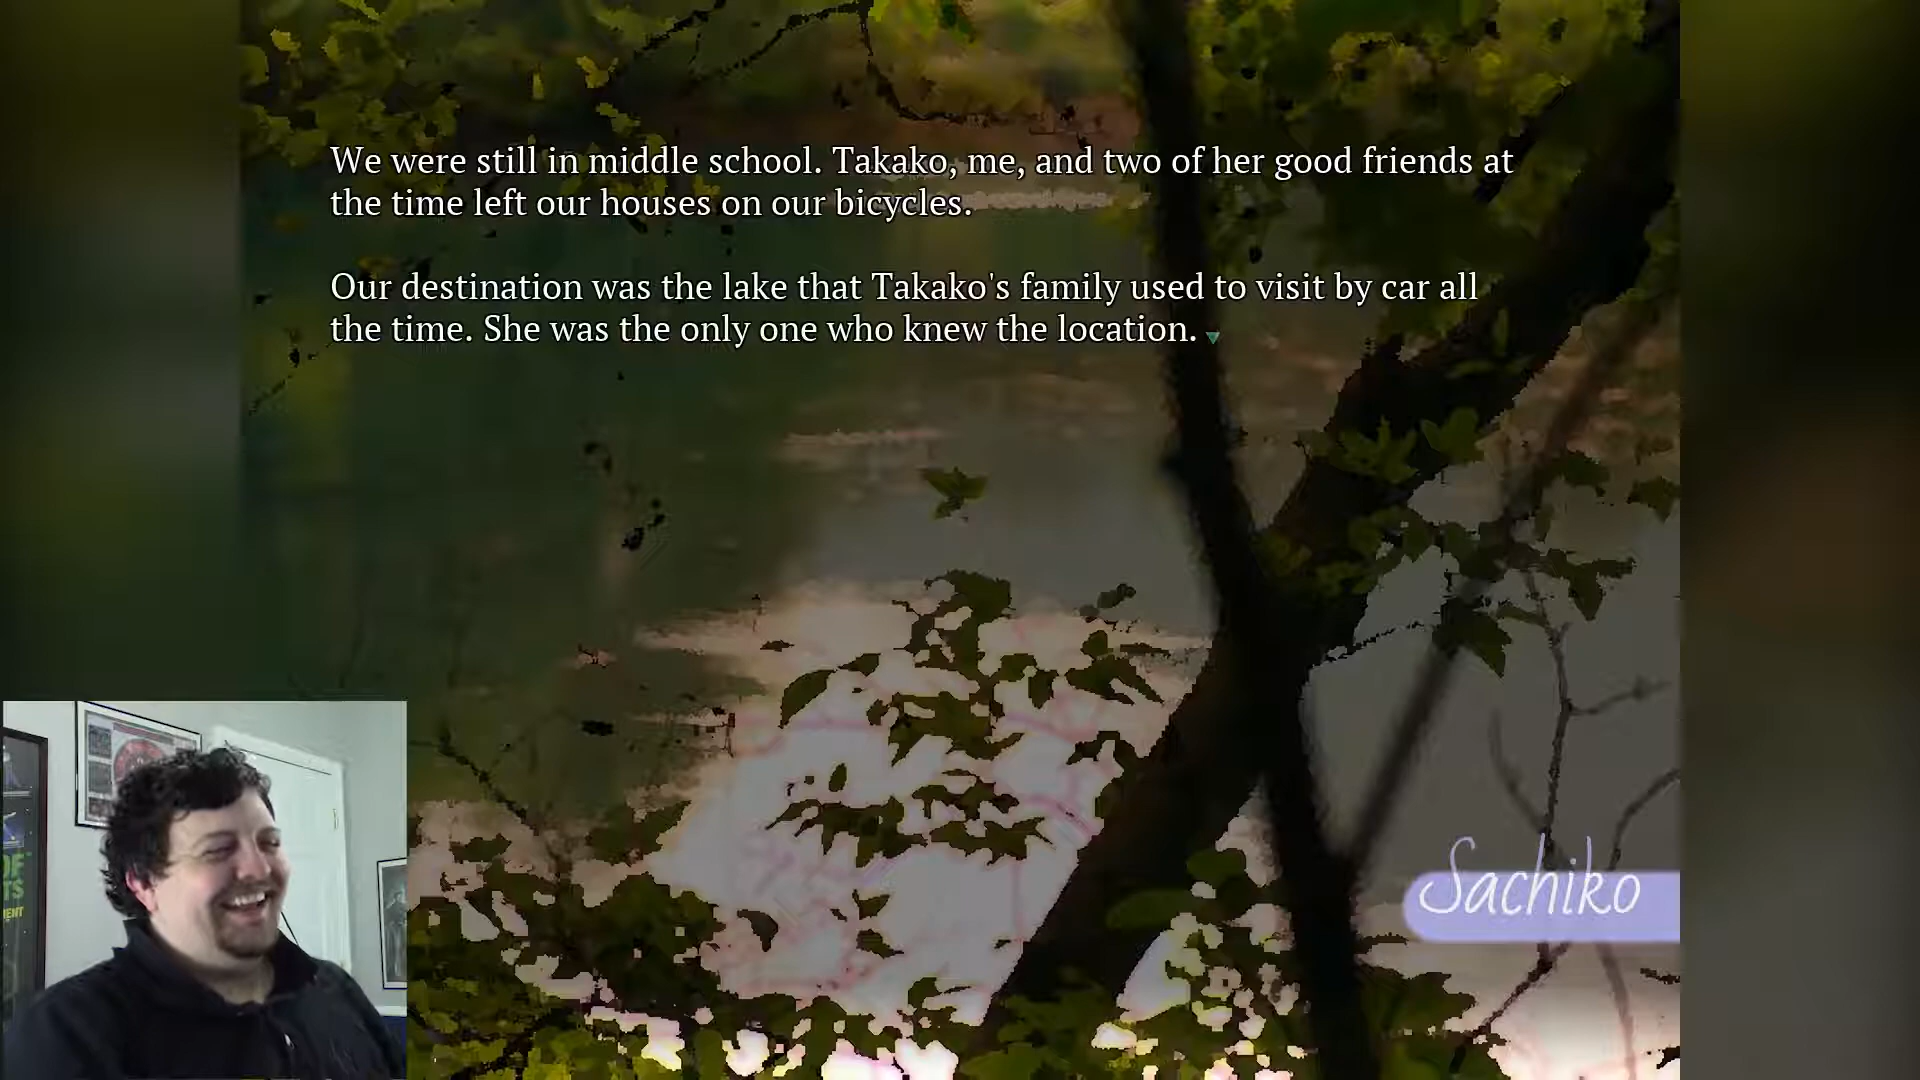 We were still in middle school. Takako, me, and two of her good friends at
the time left our houses on our bicycles.
Our destination was the lake that Takako's family used to visit by car all
the time. She was the only one who knew the location.
Sachiko
OF
TS